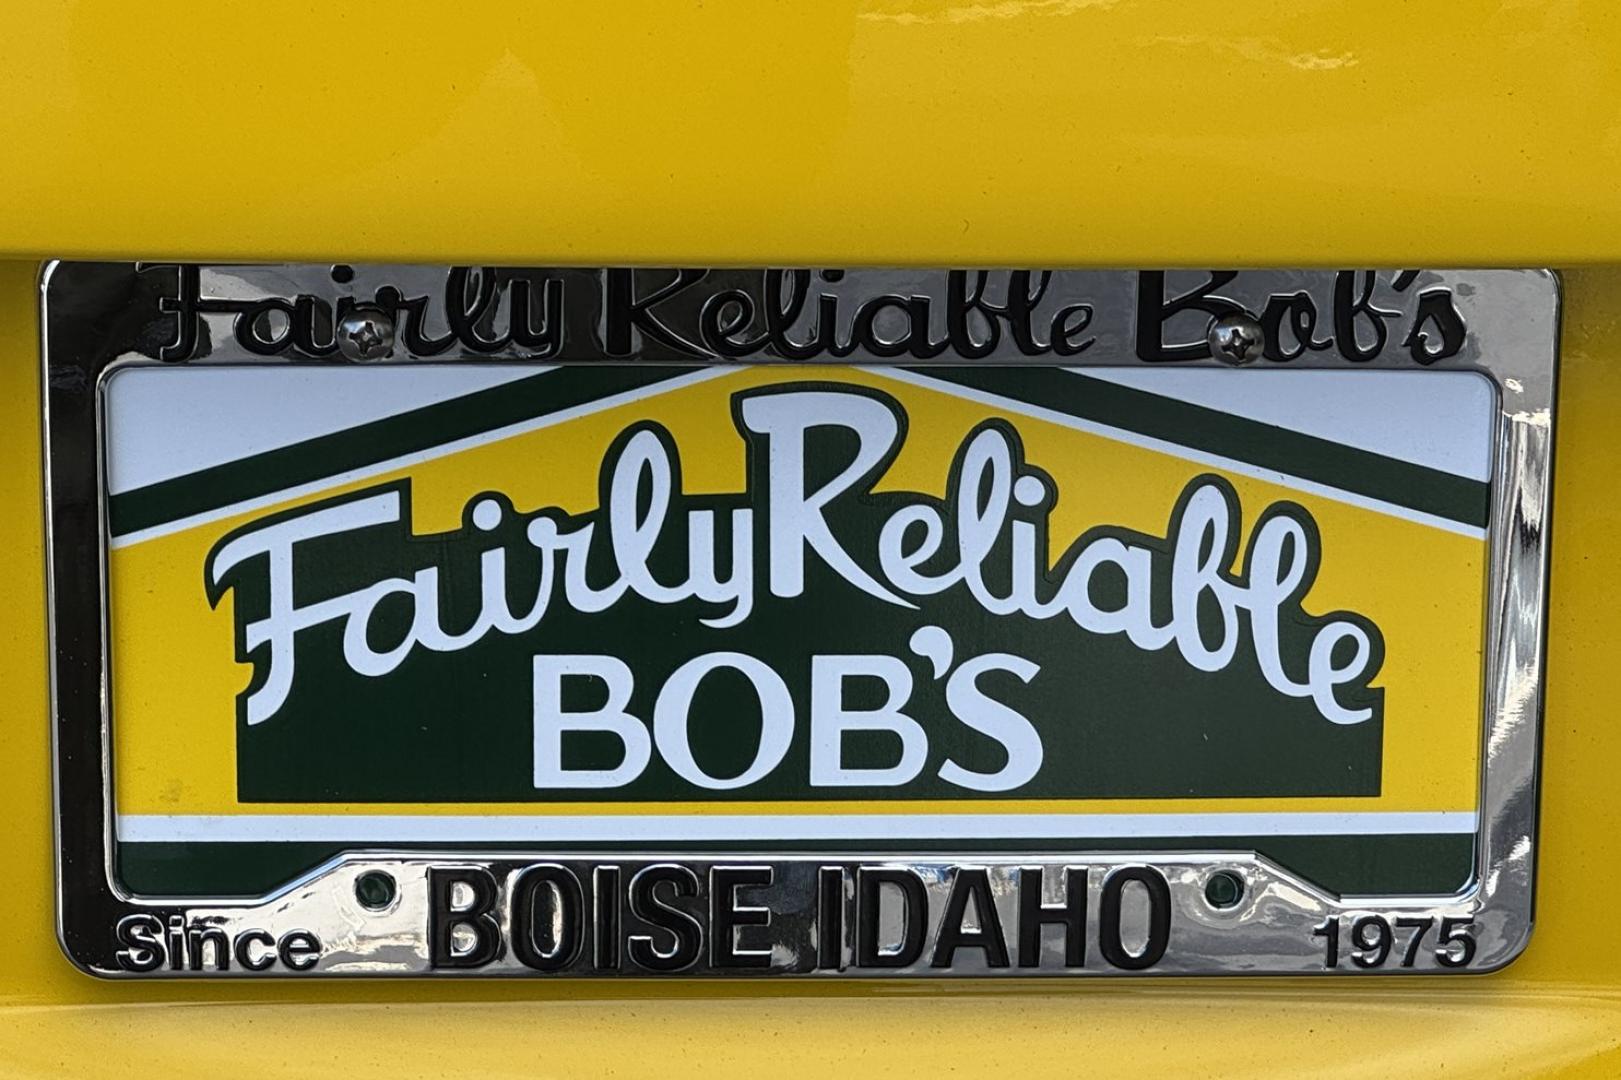 Fairly Reliable Bob's
Fairly Reliable
BOB'S
BOISE IDAHO
Since 1975